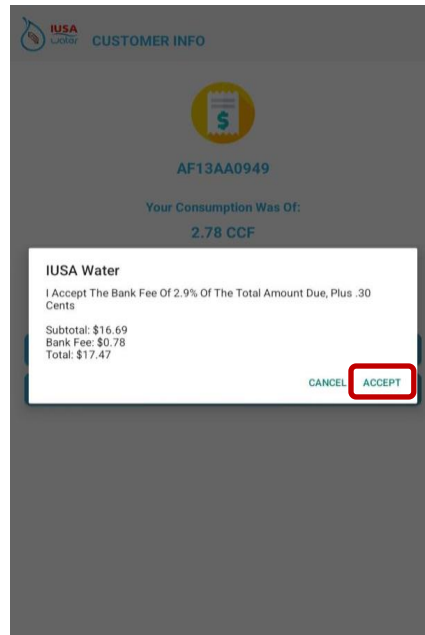 IUSA
water
CUSTOMER INFO
$
AF13AA0949
Your Consumption Was Of:
2.78 CCF
IUSA Water
I Accept The Bank Fee Of 2.9% Of The Total Amount Due, Plus .30
Cents
Subtotal: $16.69
Bank Fee: $0.78
Total: $17.47
CANCEL ACCEPT